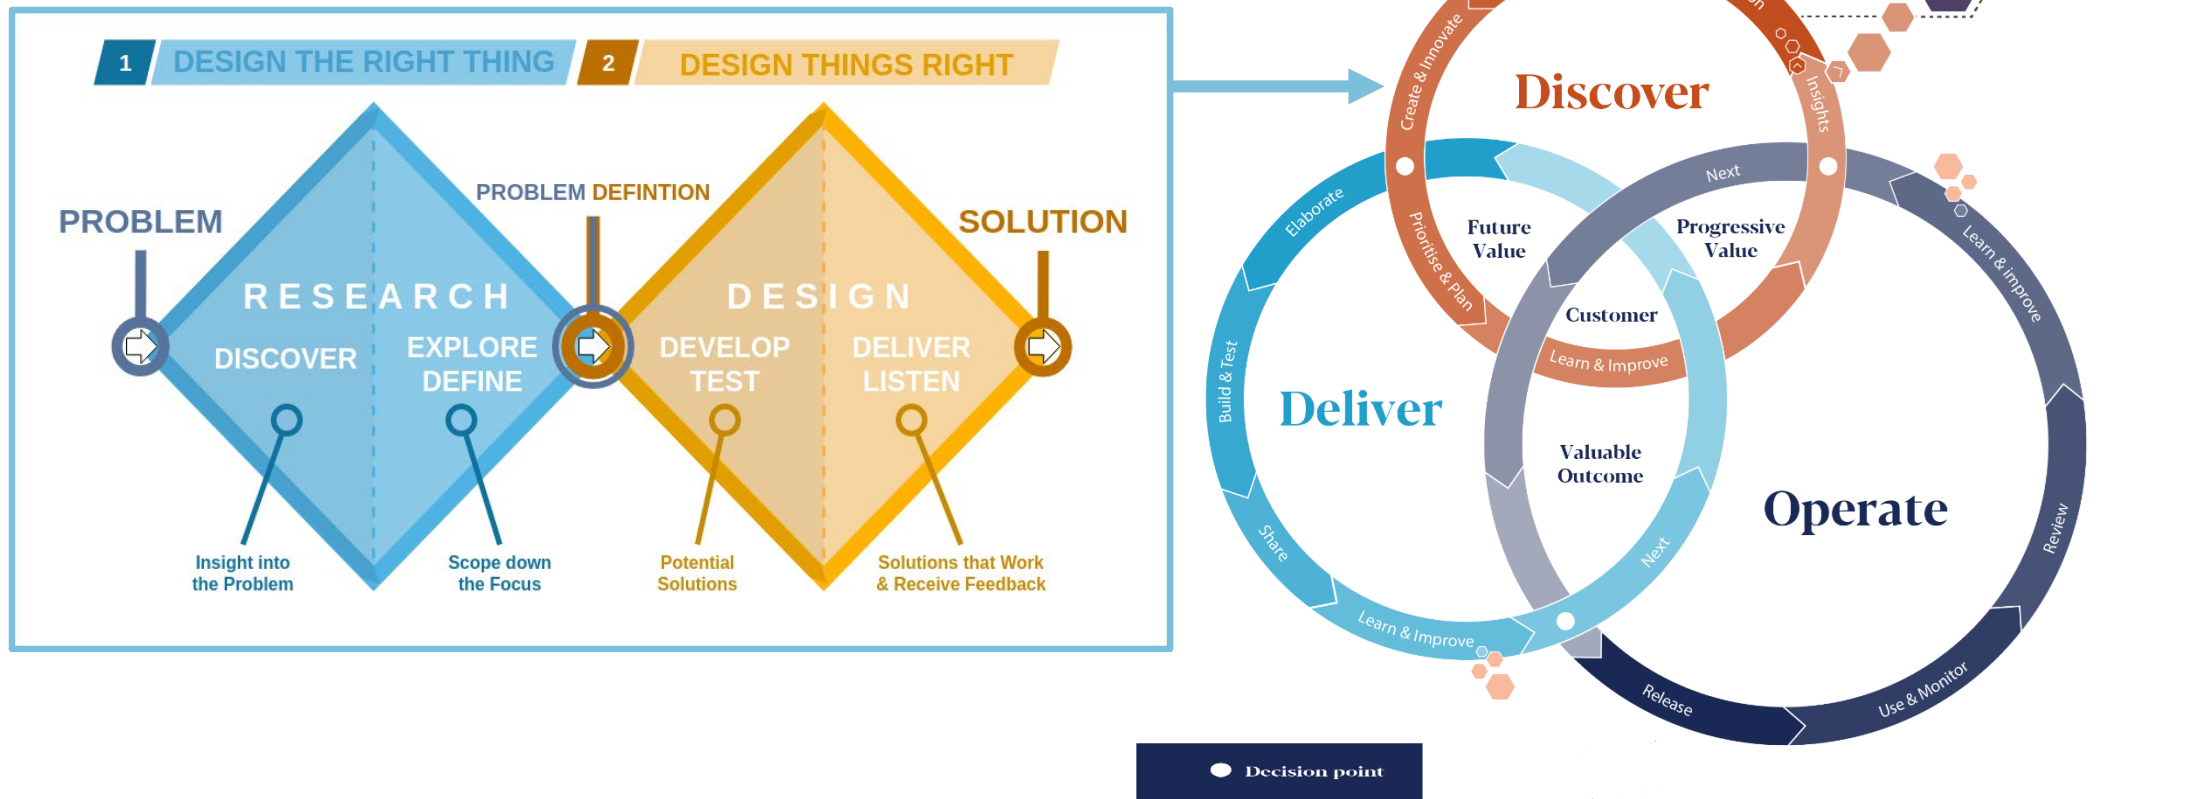 1 DESIGN THE RIGHT THING
2 DESIGN THINGS RIGHT
PROBLEM
PROBLEM DEFINTION
SOLUTION
RESEARCH
DISCOVER
EXPLORE
DEFINE
DESIGN
DEVELOP
TEST
DELIVER
LISTEN
Insight into
the Problem
Scope down
the Focus
Potential
Solutions
Solutions that Work
& Receive Feedback
Discover
Create & Innovate
Insights
Prioritise & Plan
Learn & Improve
Future
Value
Progressive
Value
Customer
Valuable
Outcome
Deliver
Elaborate
Build & Test
Share
Learn & Improve
Next
Operate
Next
Learn & improve
Review
Use & Monitor
Release
Decision point